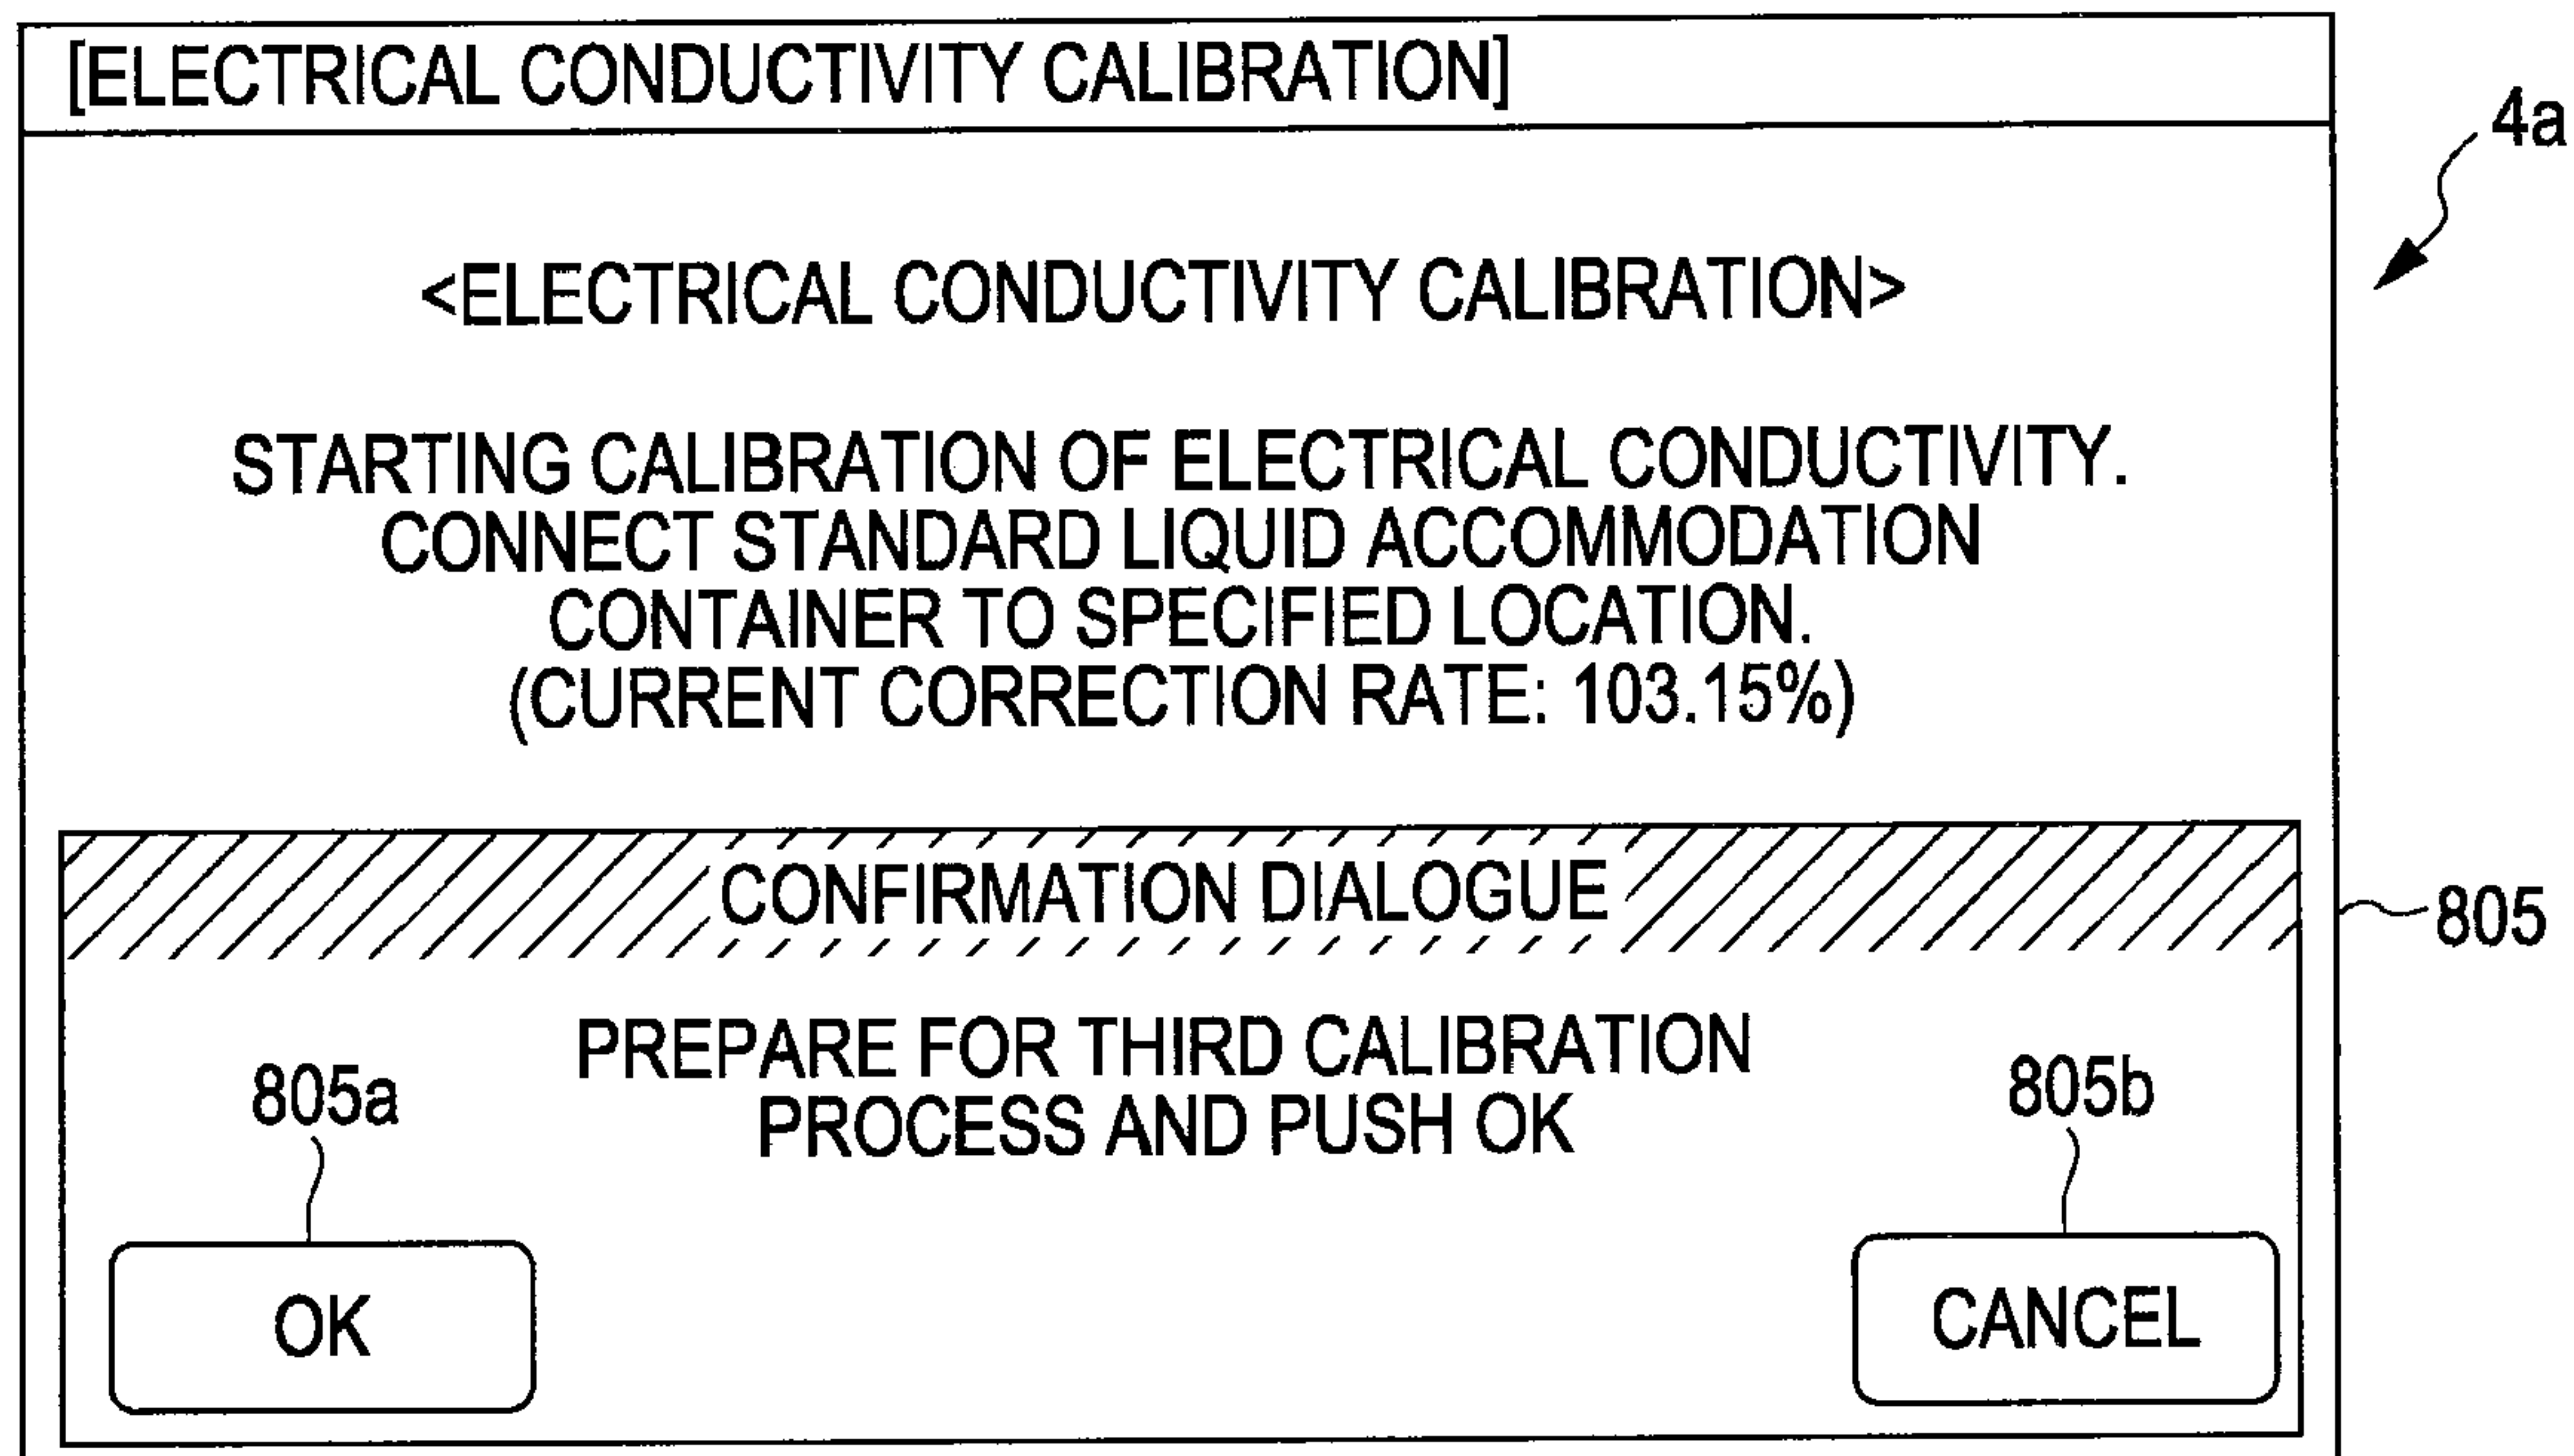 [ELECTRICAL CONDUCTIVITY CALIBRATION]
4a
<ELECTRICAL CONDUCTIVITY CALIBRATION>
STARTING CALIBRATION OF ELECTRICAL CONDUCTIVITY.
CONNECT STANDARD LIQUID ACCOMMODATION
CONTAINER TO SPECIFIED LOCATION.
(CURRENT CORRECTION RATE: 103.15%)
CONFIRMATION DIALOGUE
805
PREPARE FOR THIRD CALIBRATION
PROCESS AND PUSH OK
805a
805b
OK
CANCEL